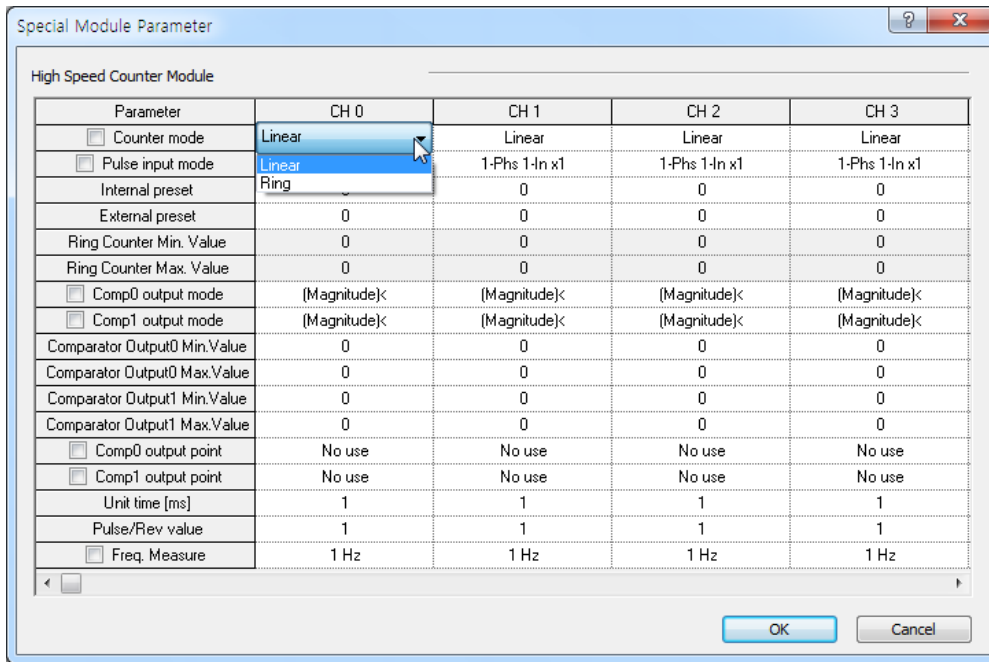 Special Module Parameter
High Speed Counter Module
Parameter CH 0 CH 1 CH 2 CH 3
Counter mode Linear Linear Linear Linear
Pulse input mode Linear 1-Phs 1-In x1 1-Phs 1-In x1 1-Phs 1-In x1
Ring
Internal preset 0 0 0
External preset 0 0 0 0
Ring Counter Min. Value 0 0 0 0
Ring Counter Max. Value 0 0 0 0
Comp0 output mode (Magnitude)< (Magnitude)< (Magnitude)< (Magnitude)<
Comp1 output mode (Magnitude)< (Magnitude)< (Magnitude)< (Magnitude)<
Comparator Output0 Min.Value 0 0 0 0
Comparator Output0 Max.Value 0 0 0 0
Comparator Output1 Min.Value 0 0 0 0
Comparator Output1 Max.Value 0 0 0 0
Comp0 output point No use No use No use No use
Comp1 output point No use No use No use No use
Unit time [ms] 1 1 1 1
Pulse/Rev value 1 1 1 1
Freq. Measure 1 Hz 1 Hz 1 Hz 1 Hz
OK Cancel